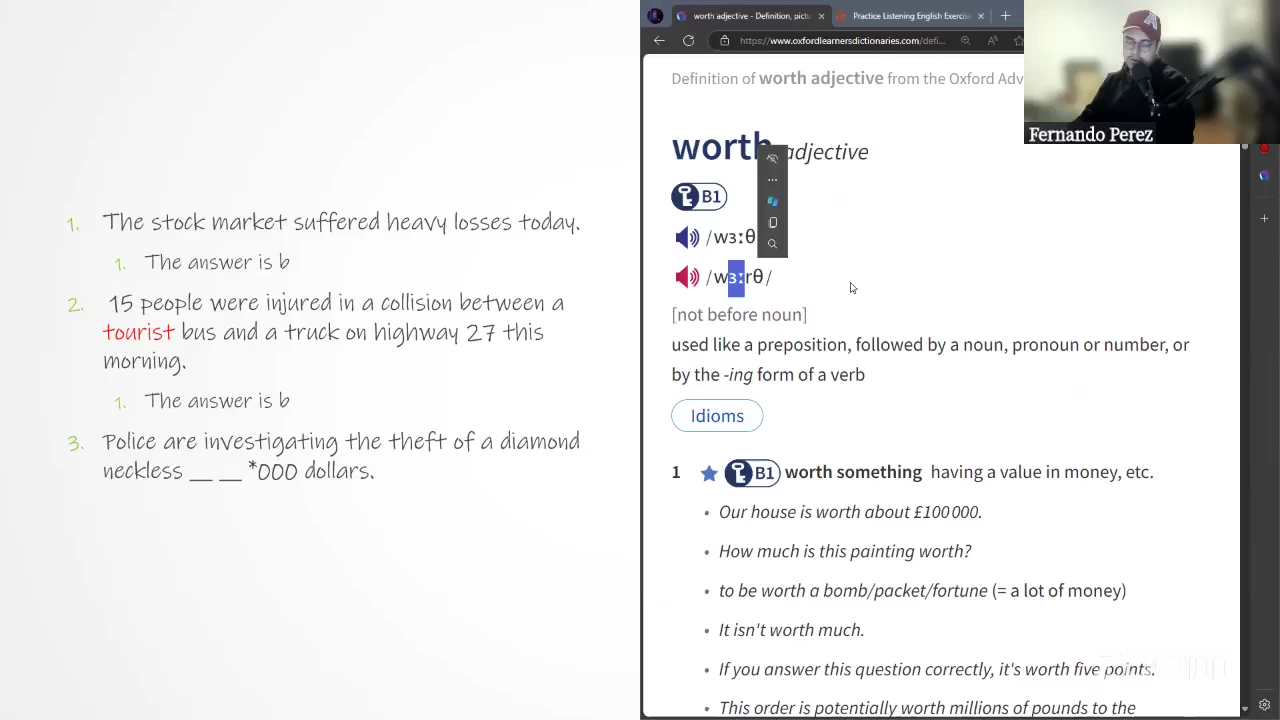 1. The stock market suffered heavy losses today.
1. The answer is b
2. 15 people were injured in a collision between a
tourist bus and a truck on highway 27 this
morning.
1. The answer is b
3. Police are investigating the theft of a diamond
neckless __ __ *000 dollars.
worth adjective - Definition, pictu
Practice Listening English Exercise
https://www.oxfordlearnersdictionaries.com/defi...
Fernando Perez
Definition of worth adjective from the Oxford Adv
worth adjective
B1
/wɜːθ
/wɜːrθ/
[not before noun]
used like a preposition, followed by a noun, pronoun or number, or
by the -ing form of a verb
Idioms
1 B1 worth something having a value in money, etc.
• Our house is worth about £100 000.
• How much is this painting worth?
• to be worth a bomb/packet/fortune (= a lot of money)
• It isn't worth much.
• If you answer this question correctly, it's worth five points.
• This order is potentially worth millions of pounds to the